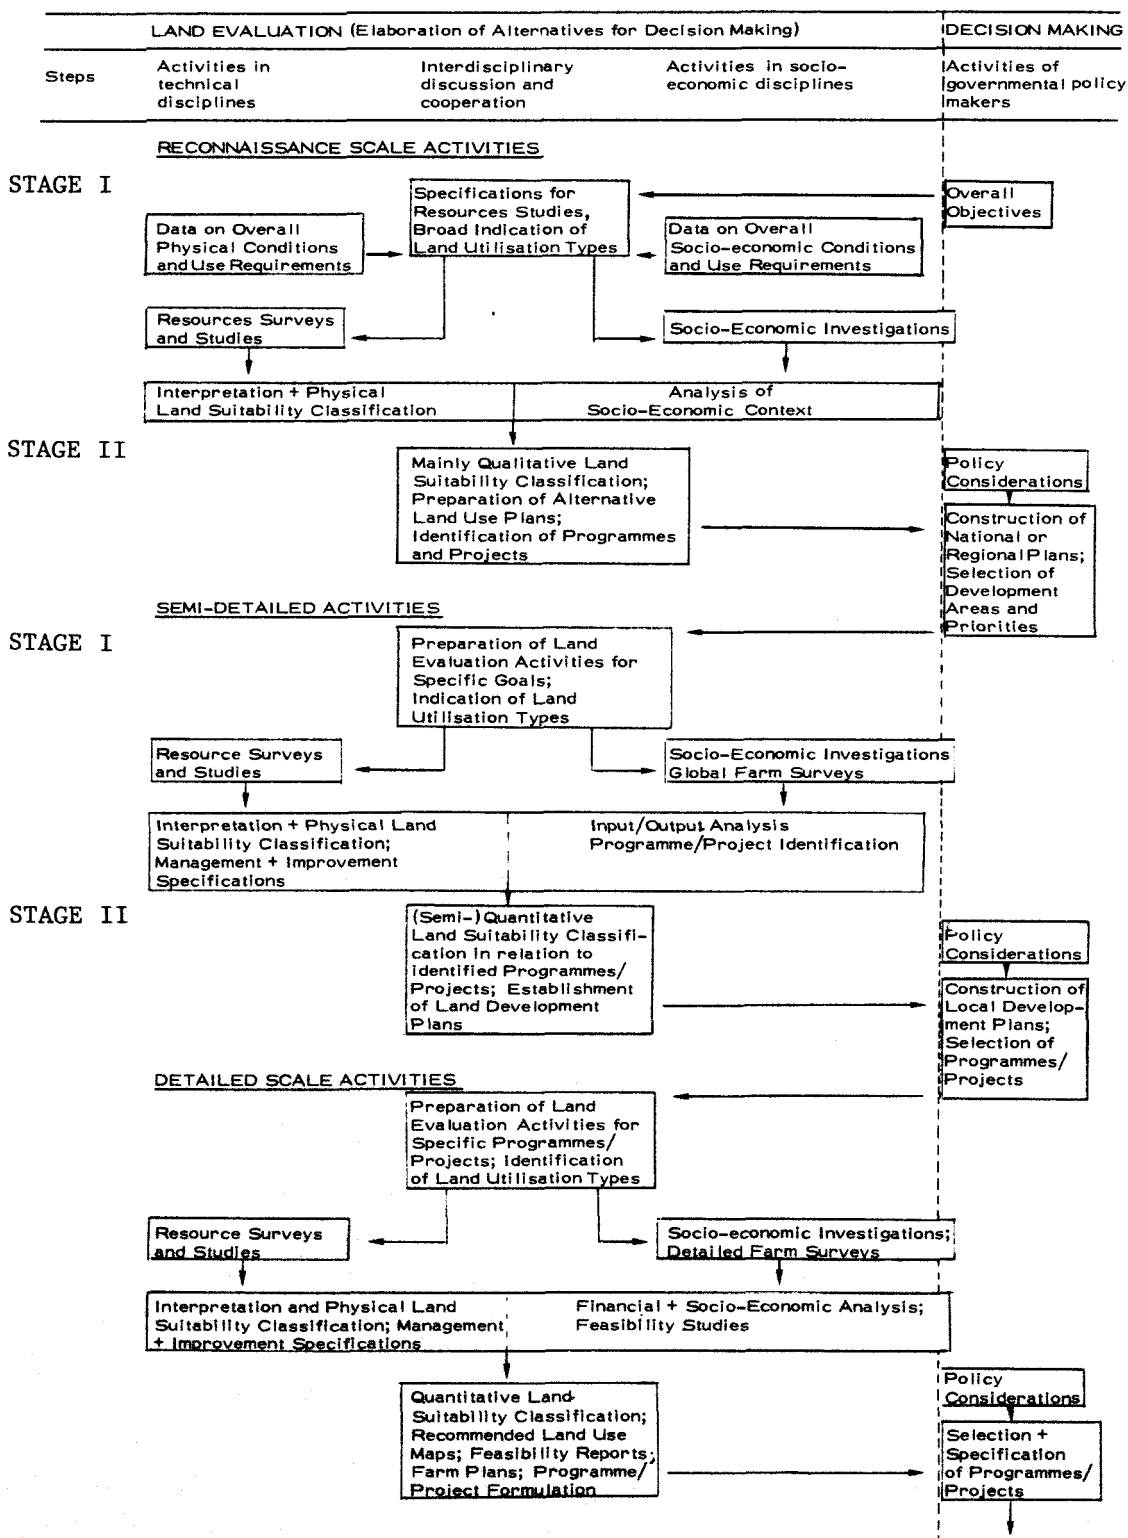 LAND EVALUATION (Elaboration of Alternatives for Decision Making)
DECISION MAKING
Steps
Activities in
technical
disciplines
Interdisciplinary
discussion and
cooperation
Activities in socio-
economic disciplines
Activities of
governmental policy
makers
RECONNAISSANCE SCALE ACTIVITIES
STAGE I
Specifications for
Resources Studies,
Broad Indication of
Land Utilisation Types
Overall
Objectives
Data on Overall
Physical Conditions
and Use Requirements
Data on Overall
Socio-economic Conditions
and Use Requirements
Resources Surveys
and Studies
Socio-Economic Investigations
Interpretation + Physical
Land Suitability Classification
Analysis of
Socio-Economic Context
STAGE II
Mainly Qualitative Land
Suitability Classification;
Preparation of Alternative
Land Use Plans;
Identification of Programmes
and Projects
Policy
Considerations
Construction of
National or
Regional Plans;
Selection of
Development
Areas and
Priorities
SEMI-DETAILED ACTIVITIES
STAGE I
Preparation of Land
Evaluation Activities for
Specific Goals;
Indication of Land
Utilisation Types
Resource Surveys
and Studies
Socio-Economic Investigations
Global Farm Surveys
Interpretation + Physical Land
Suitability Classification;
Management + Improvement
Specifications
Input/Output Analysis
Programme/Project Identification
STAGE II
(Semi-)Quantitative
Land Suitability Classifi-
cation in relation to
identified Programmes/
Projects; Establishment
of Land Development
Plans
Policy
Considerations
Construction of
Local Develop-
ment Plans;
Selection of
Programmes/
Projects
DETAILED SCALE ACTIVITIES
Preparation of Land
Evaluation Activities for
Specific Programmes/
Projects; Identification
of Land Utilisation Types
Resource Surveys
and Studies
Socio-economic Investigations;
Detailed Farm Surveys
Interpretation and Physical Land
Suitability Classification; Management
+ Improvement Specifications
Financial + Socio-Economic Analysis;
Feasibility Studies
Quantitative Land
Suitability Classification;
Recommended Land Use
Maps; Feasibility Reports;
Farm Plans; Programme/
Project Formulation
Policy
Considerations
Selection +
Specification
of Programmes/
Projects